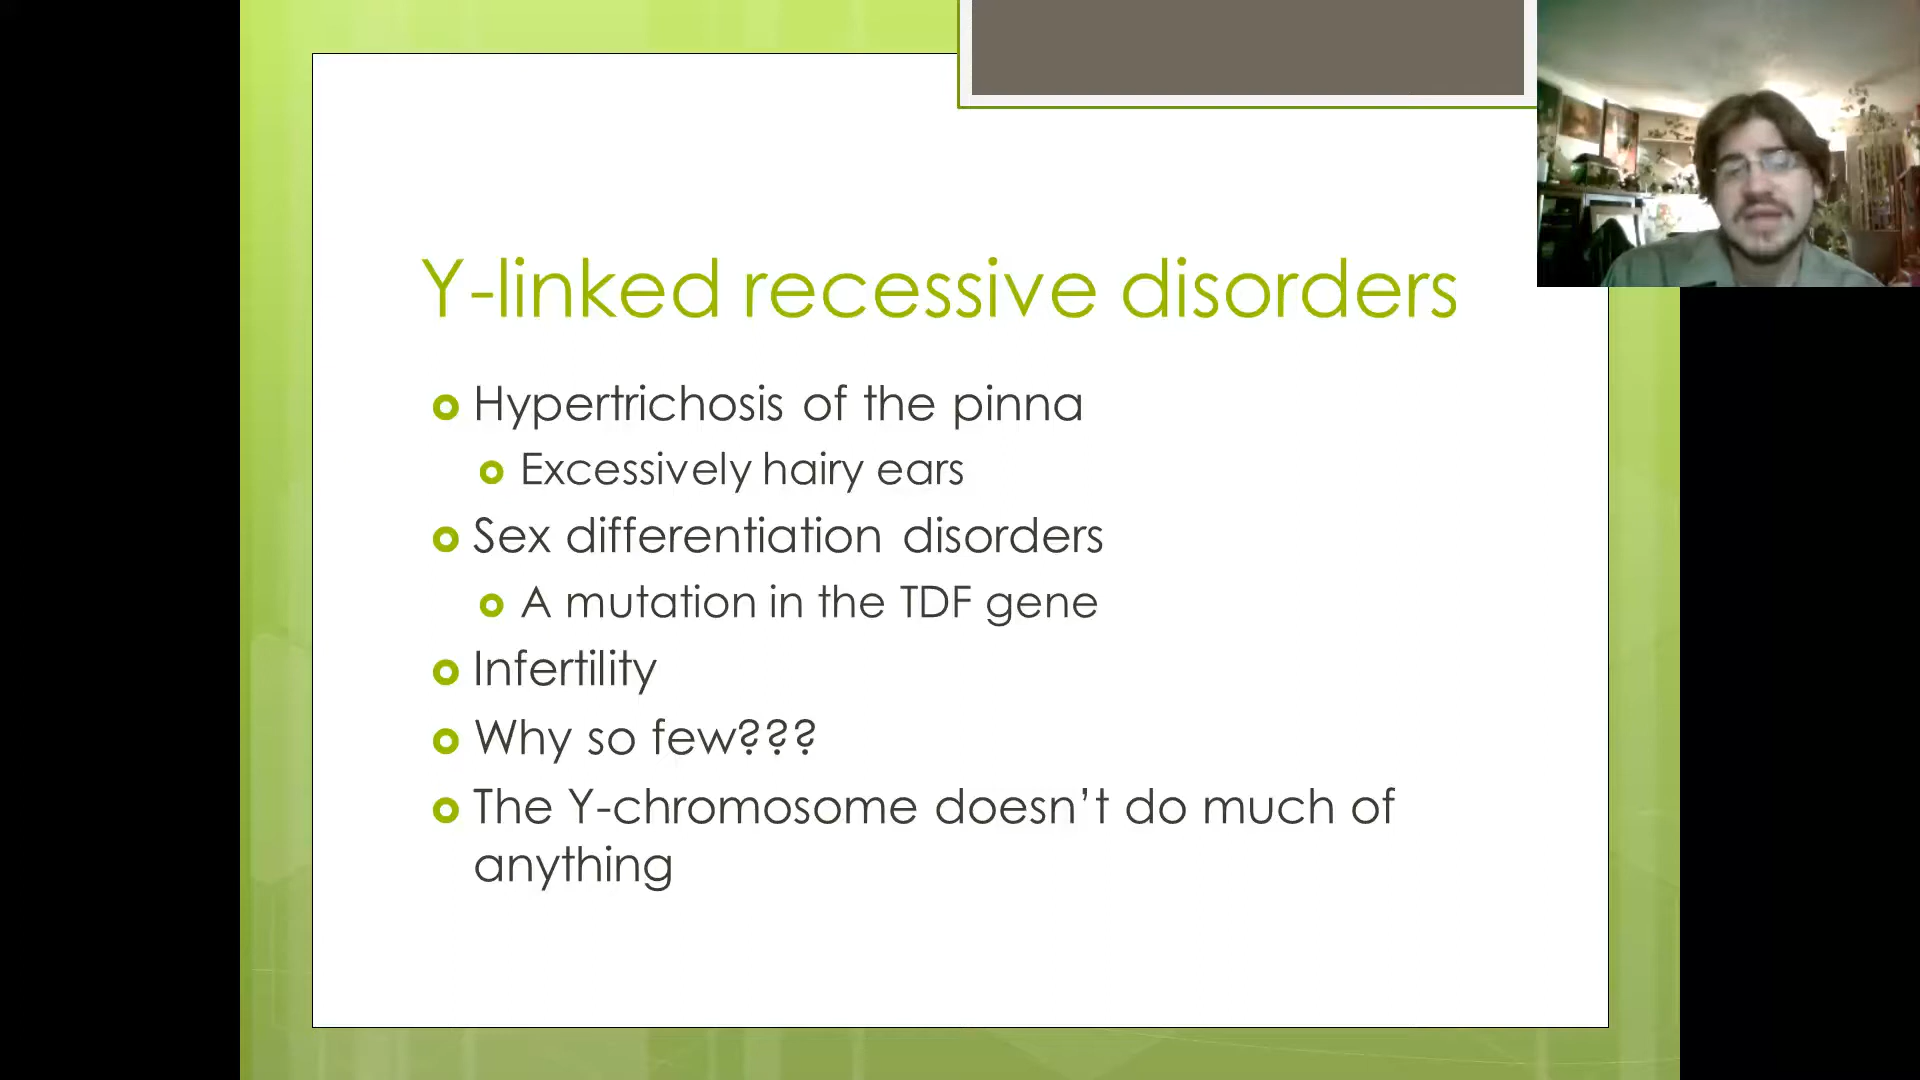 Y-linked recessive disorders
Hypertrichosis of the pinna
Excessively hairy ears
Sex differentiation disorders
A mutation in the TDF gene
Infertility
Why so few???
The Y-chromosome doesn’t do much of
anything